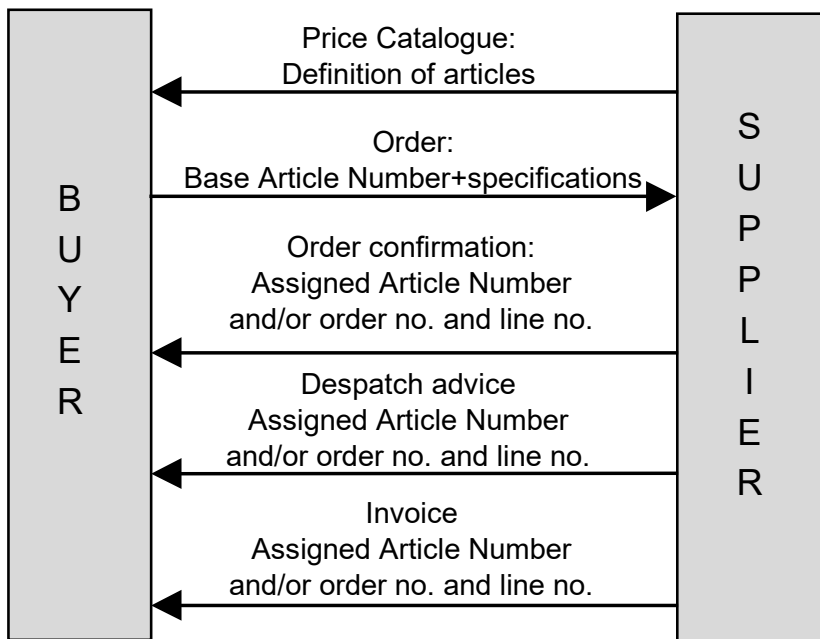 BUYER
Price Catalogue:
Definition of articles
Order:
Base Article Number+specifications
Order confirmation:
Assigned Article Number
and/or order no. and line no.
Despatch advice
Assigned Article Number
and/or order no. and line no.
Invoice
Assigned Article Number
and/or order no. and line no.
SUPPLIER